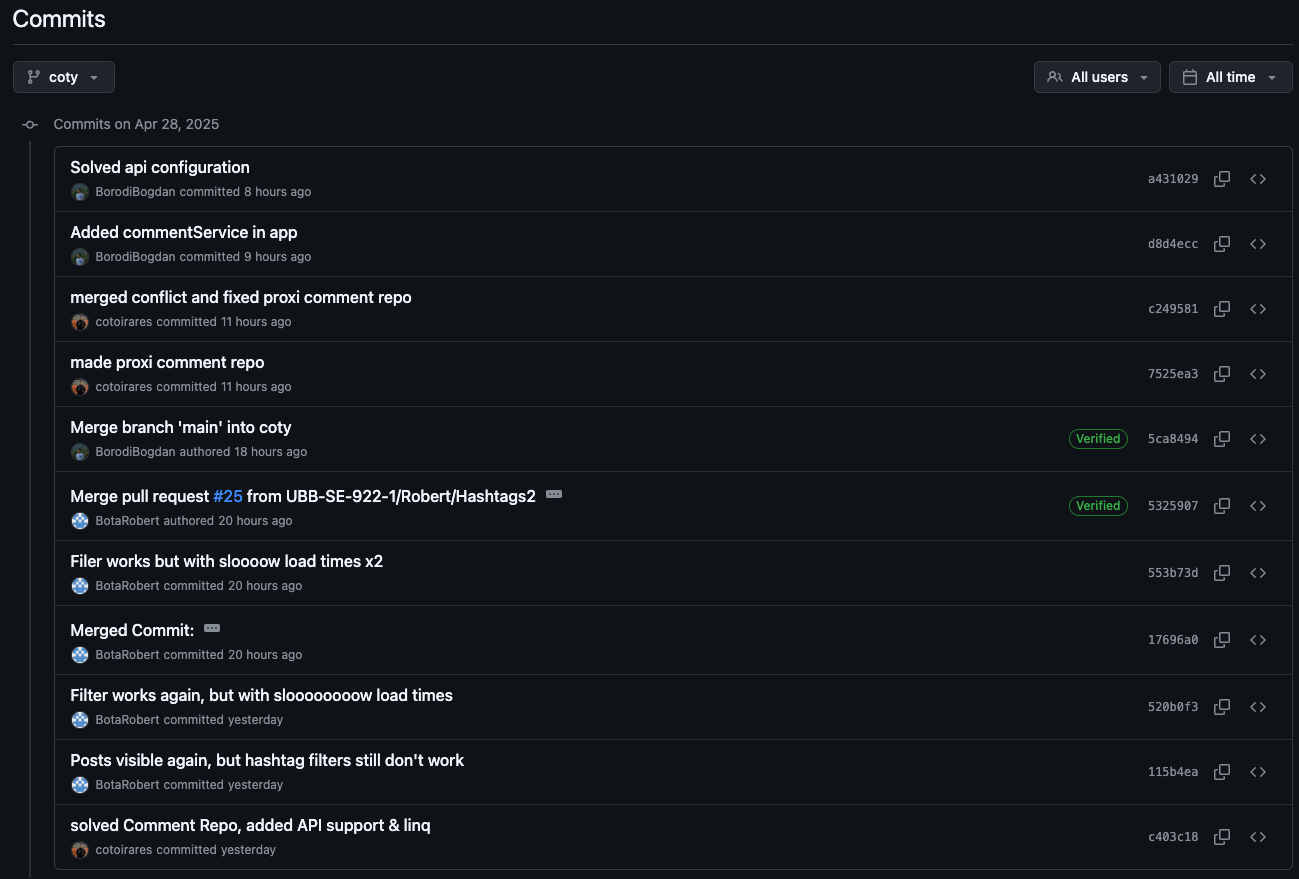 Commits
coty
All users
All time
Commits on Apr 28, 2025
Solved api configuration
BorodiBogdan committed 8 hours ago
a431029
Added commentService in app
BorodiBogdan committed 9 hours ago
d8d4ecc
merged conflict and fixed proxi comment repo
cotoirares committed 11 hours ago
c249581
made proxi comment repo
cotoirares committed 11 hours ago
7525ea3
Merge branch 'main' into coty
BorodiBogdan authored 18 hours ago
Verified
5ca8494
Merge pull request #25 from UBB-SE-922-1/Robert/Hashtags2
BotaRobert authored 20 hours ago
Verified
5325907
Filer works but with sloooow load times x2
BotaRobert committed 20 hours ago
553b73d
Merged Commit:
BotaRobert committed 20 hours ago
17696a0
Filter works again, but with sloooooooow load times
BotaRobert committed yesterday
520b0f3
Posts visible again, but hashtag filters still don't work
BotaRobert committed yesterday
115b4ea
solved Comment Repo, added API support & linq
cotoirares committed yesterday
c403c18